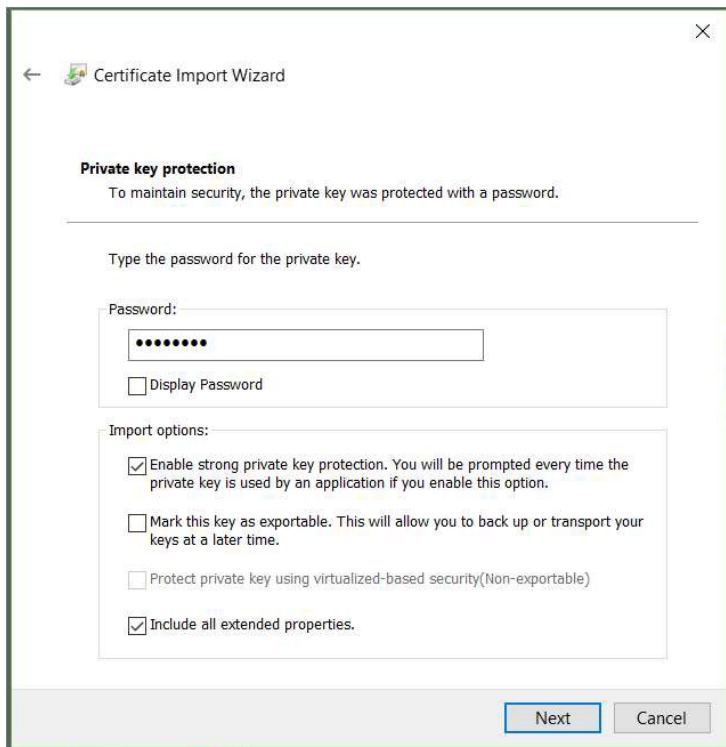 Certificate Import Wizard
Private key protection
To maintain security, the private key was protected with a password.
Type the password for the private key.
Password:
••••••••
Display Password
Import options:
Enable strong private key protection. You will be prompted every time the
private key is used by an application if you enable this option.
Mark this key as exportable. This will allow you to back up or transport your
keys at a later time.
Protect private key using virtualized-based security(Non-exportable)
Include all extended properties.
Next
Cancel